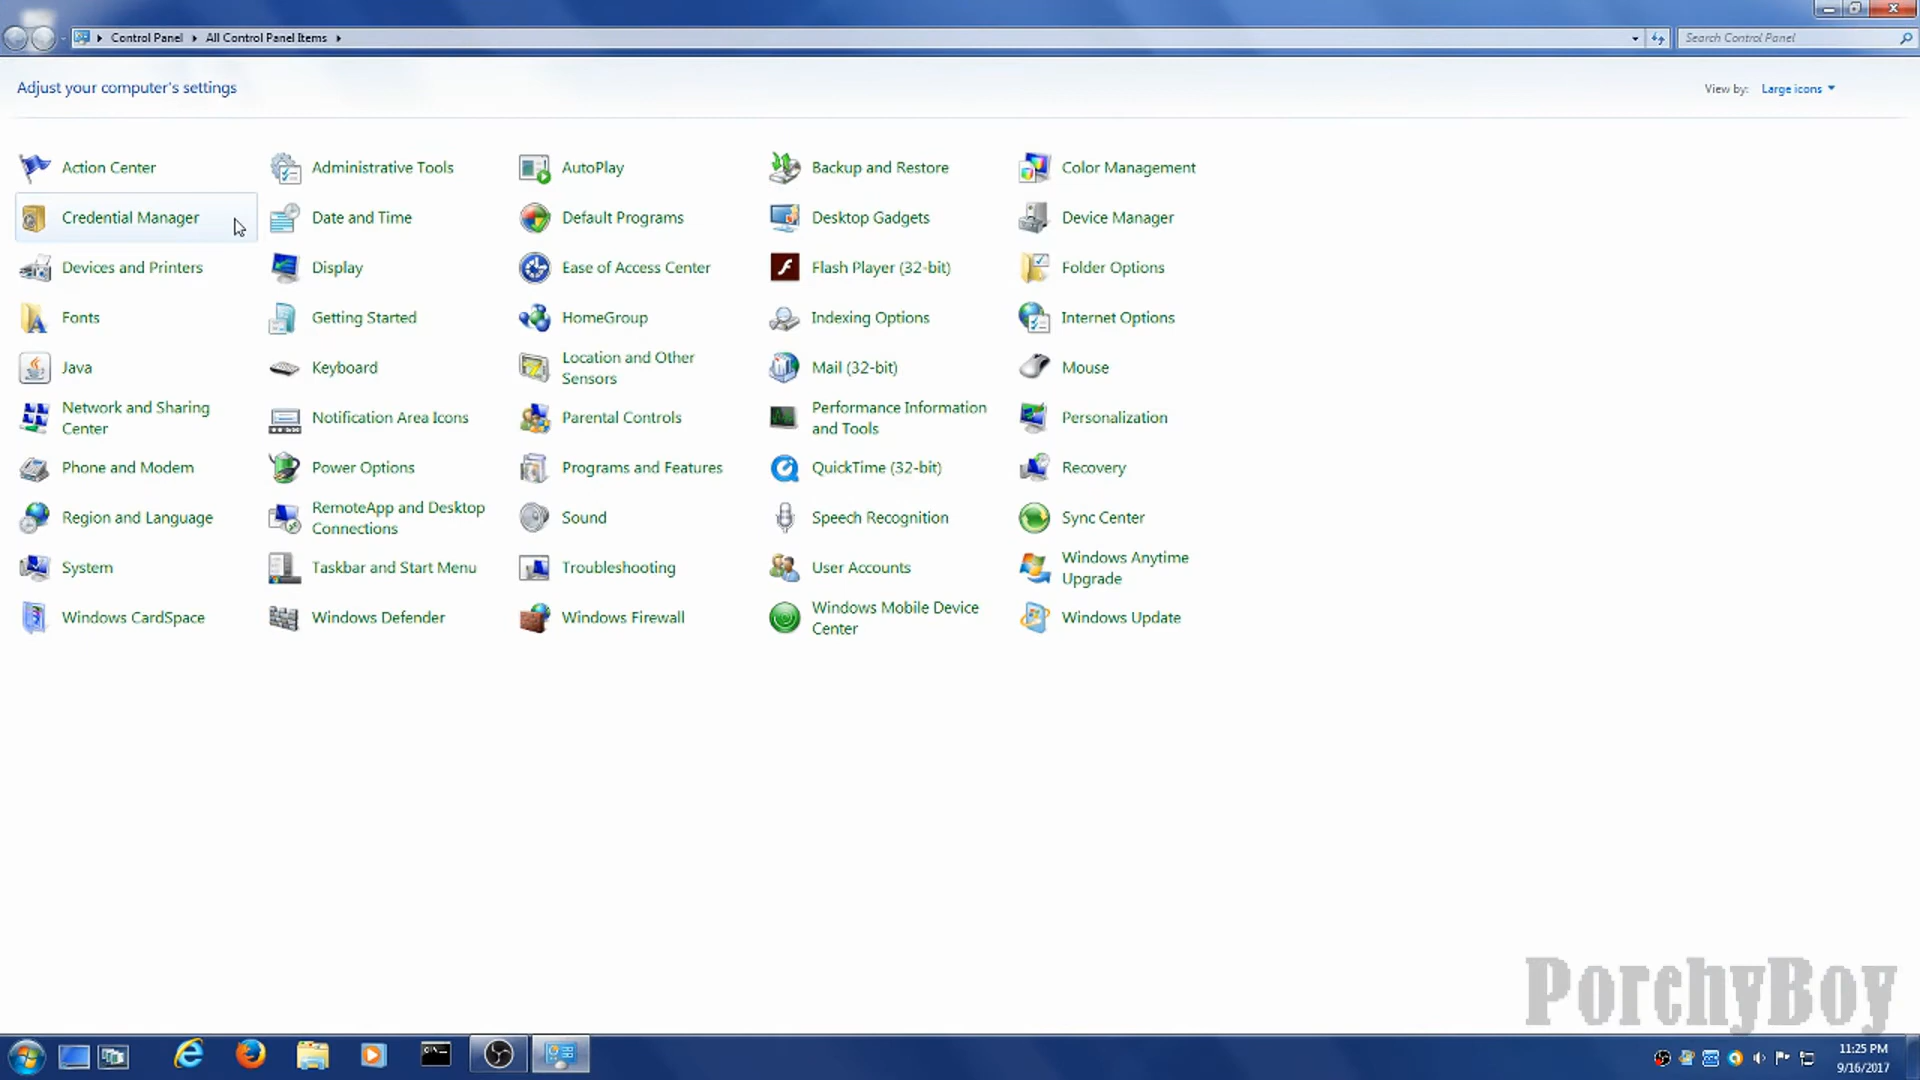 Control Panel
All Control Panel Items
Search Control Panel
Adjust your computer's settings
View by: Large icons
Action Center
Administrative Tools
AutoPlay
Backup and Restore
Color Management
Credential Manager
Date and Time
Default Programs
Desktop Gadgets
Device Manager
Devices and Printers
Display
Ease of Access Center
Flash Player (32-bit)
Folder Options
Fonts
Getting Started
HomeGroup
Indexing Options
Internet Options
Java
Keyboard
Location and Other
Sensors
Mail (32-bit)
Mouse
Network and Sharing
Center
Notification Area Icons
Parental Controls
Performance Information
and Tools
Personalization
Phone and Modem
Power Options
Programs and Features
QuickTime (32-bit)
Recovery
Region and Language
RemoteApp and Desktop
Connections
Sound
Speech Recognition
Sync Center
System
Taskbar and Start Menu
Troubleshooting
User Accounts
Windows Anytime
Upgrade
Windows CardSpace
Windows Defender
Windows Firewall
Windows Mobile Device
Center
Windows Update
PorchyBoy
11:25 PM
9/16/2017